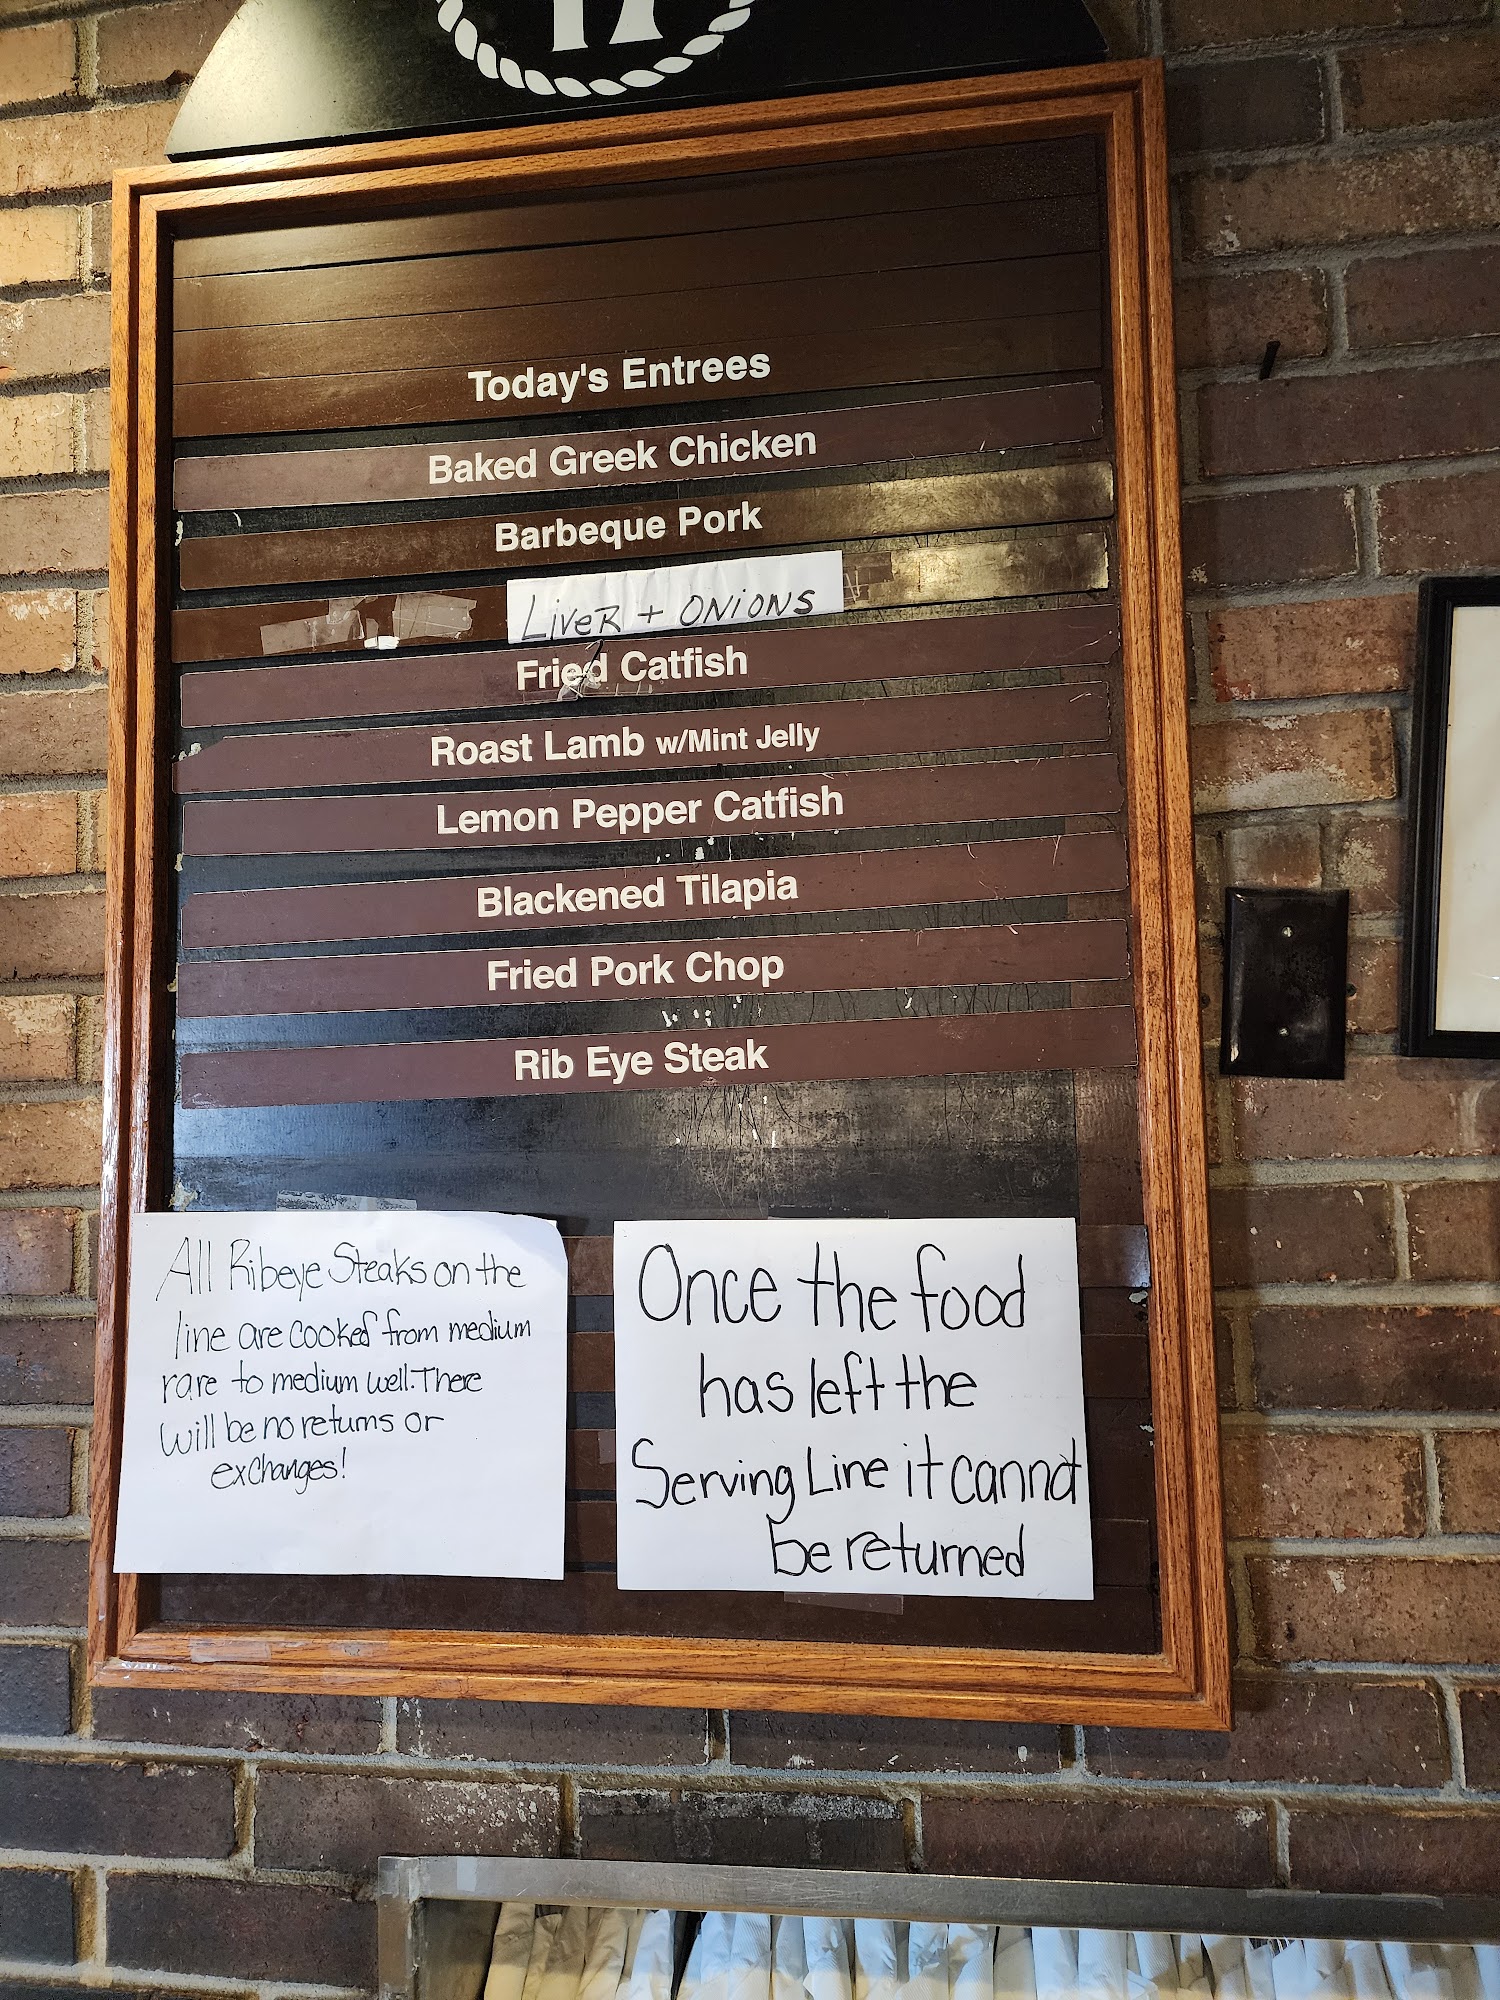 Today's Entrees
Baked Greek Chicken
Barbeque Pork
Liver + Onions
Fried Catfish
Roast Lamb w/Mint Jelly
Lemon Pepper Catfish
Blackened Tilapia
Fried Pork Chop
Rib Eye Steak
All Ribeye Steaks on the
line are cooked from medium
rare to medium well. There
will be no returns or
exchanges!
Once the food
has left the
Serving Line it cannot
be returned